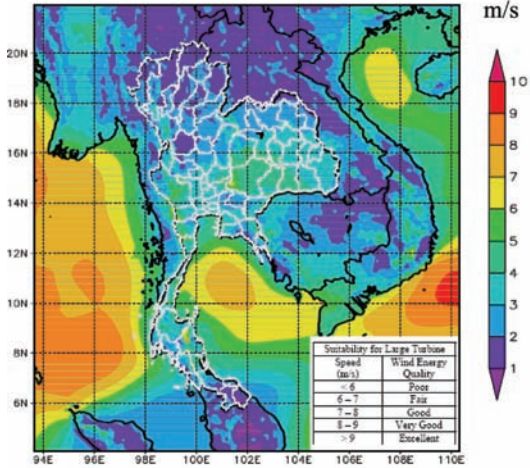 m/s
20N
18N
16N
14N
12N
10N
8N
6N
94E 96E 98E 100E 102E 104E 106E 108E 110E
10
9
8
7
6
5
4
3
2
1
Suitability for Large Turbine
Speed (m/s) Wind Energy Quality
< 6 Poor
6 – 7 Fair
7 – 8 Good
8 – 9 Very Good
> 9 Excellent